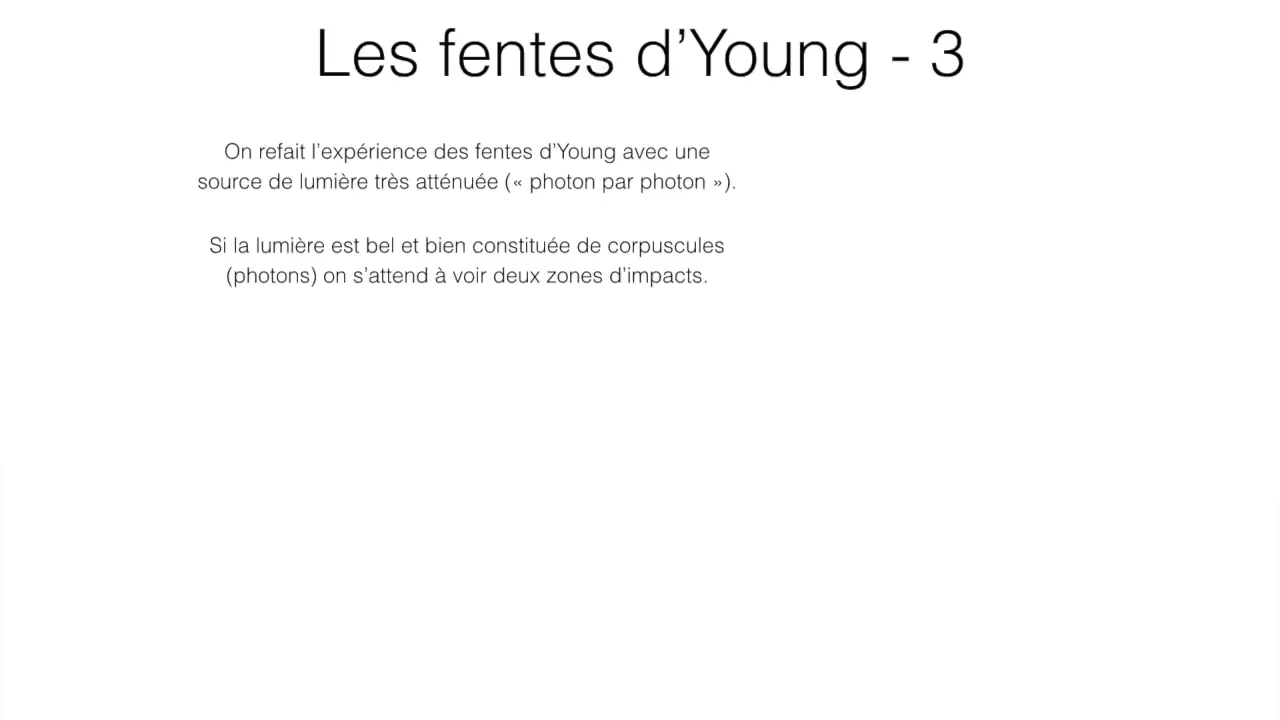 Les fentes d’Young - 3
On refait l’expérience des fentes d’Young avec une
source de lumière très atténuée (« photon par photon »).
Si la lumière est bel et bien constituée de corpuscules
(photons) on s’attend à voir deux zones d’impacts.